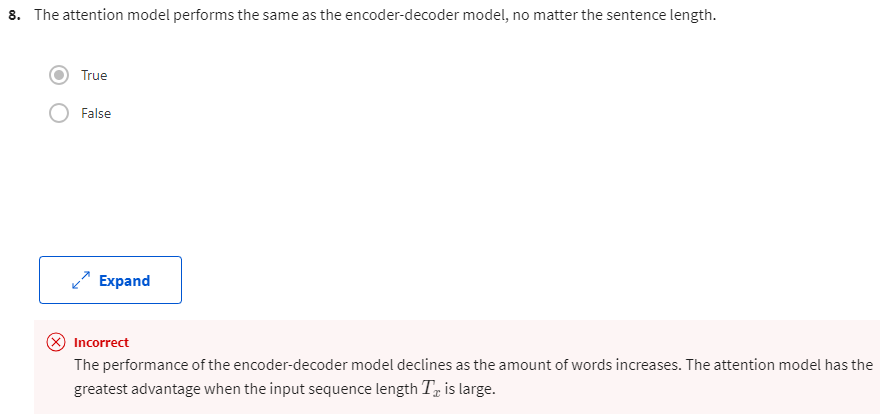 8. The attention model performs the same as the encoder-decoder model, no matter the sentence length.
True
False
Expand
Incorrect
The performance of the encoder-decoder model declines as the amount of words increases. The attention model has the
greatest advantage when the input sequence length Tₓ is large.